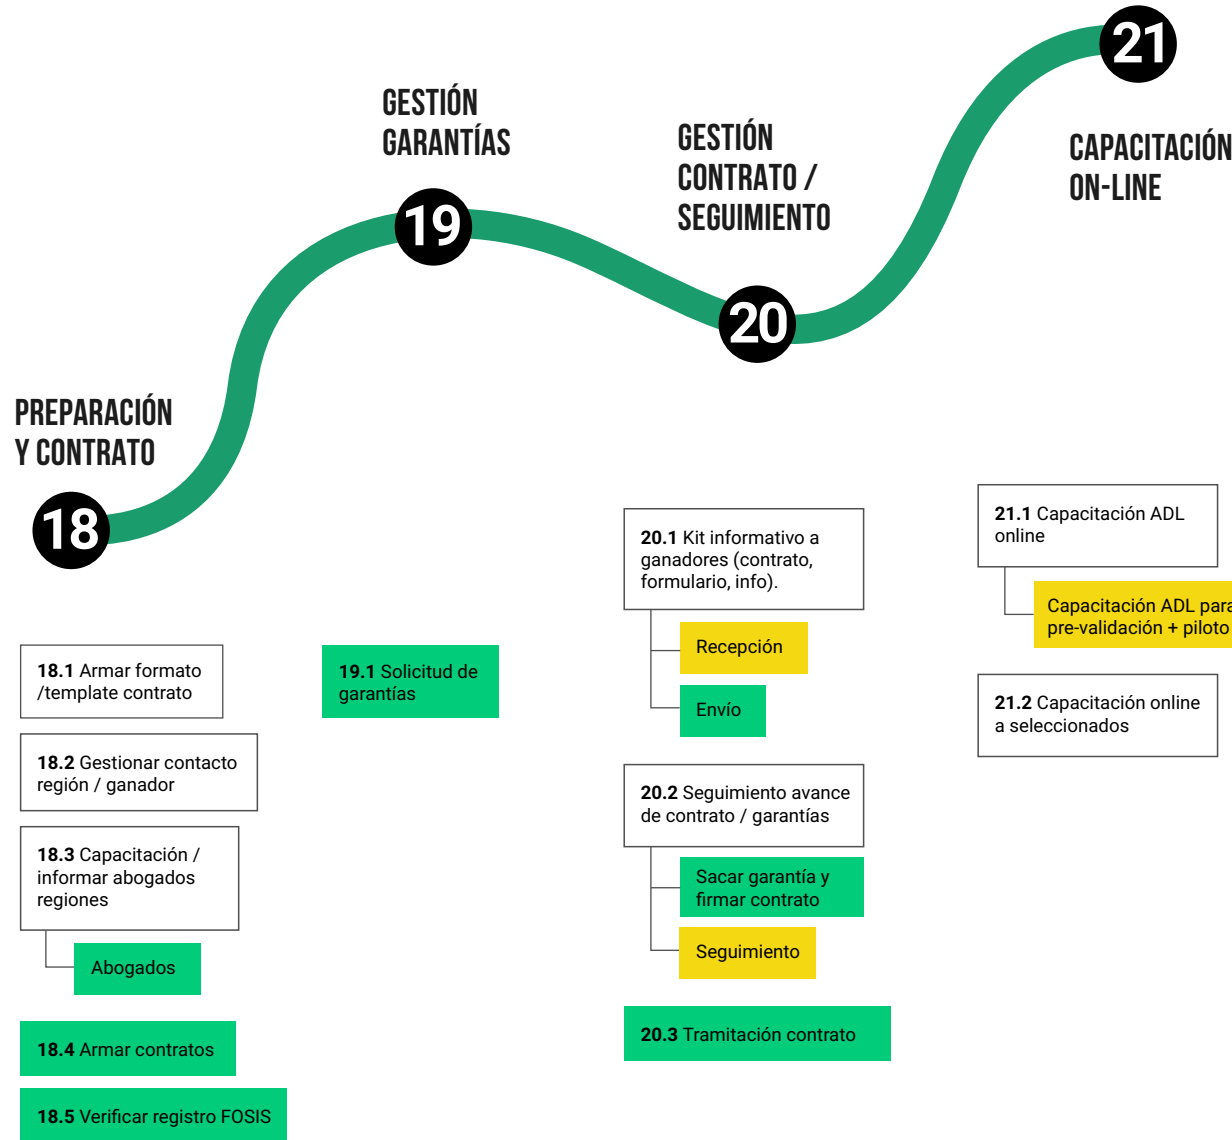 PREPARACIÓN
Y CONTRATO
18
18.1 Armar formato
/template contrato
18.2 Gestionar contacto
región / ganador
18.3 Capacitación /
informar abogados
regiones
Abogados
18.4 Armar contratos
18.5 Verificar registro FOSIS
GESTIÓN
GARANTÍAS
19
19.1 Solicitud de
garantías
GESTIÓN
CONTRATO /
SEGUIMIENTO
20
20.1 Kit informativo a
ganadores (contrato,
formulario, info).
Recepción
Envío
20.2 Seguimiento avance
de contrato / garantías
Sacar garantía y
firmar contrato
Seguimiento
20.3 Tramitación contrato
21
CAPACITACIÓN
ON-LINE
21.1 Capacitación ADL
online
Capacitación ADL para
pre-validación + piloto
21.2 Capacitación online
a seleccionados